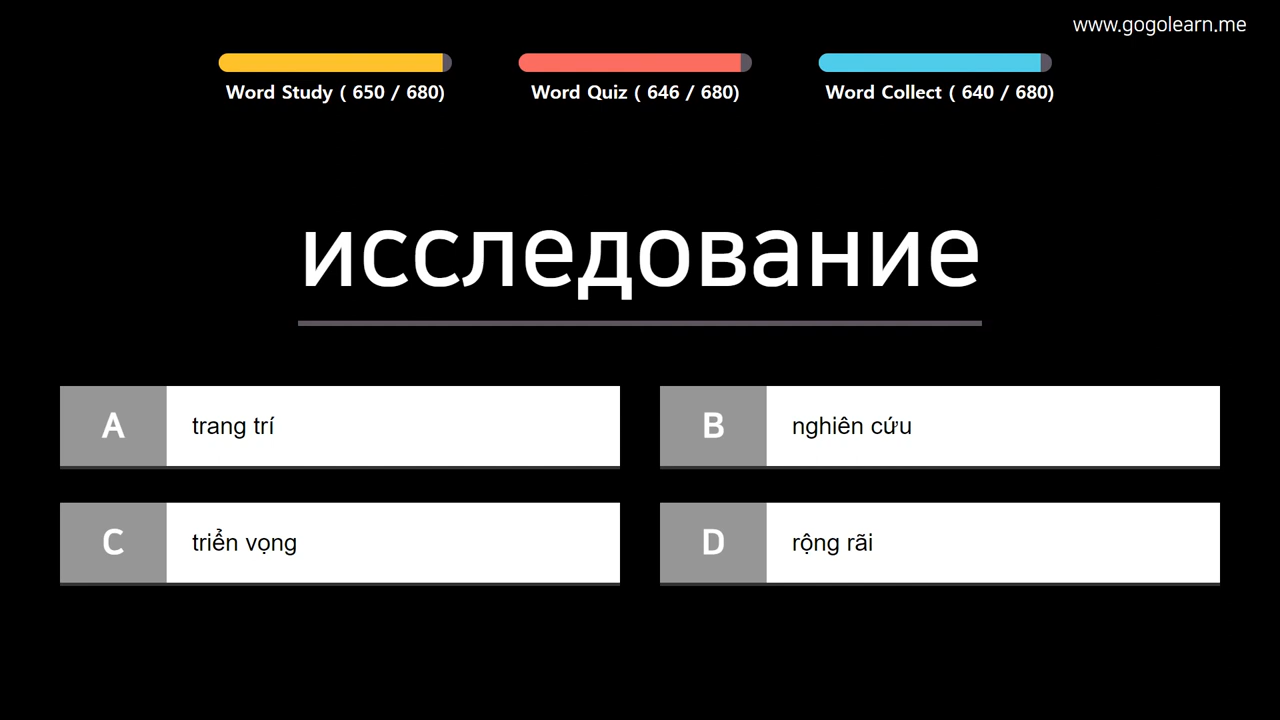 www.gogolearn.me
Word Study ( 650 / 680)
Word Quiz ( 646 / 680)
Word Collect ( 640 / 680)
исследование
A trang trí
B nghiên cứu
C triển vọng
D rộng rãi